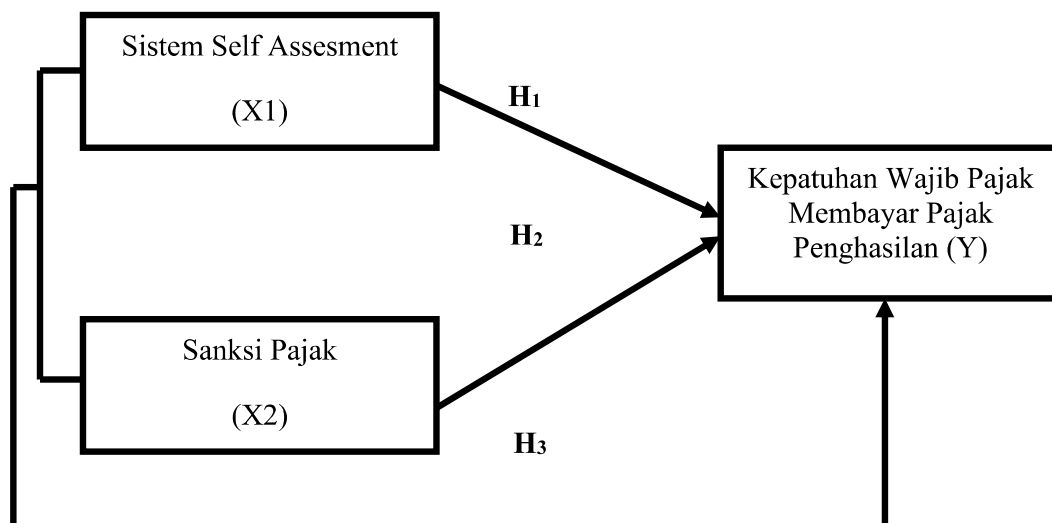 Sistem Self Assesment
(X1)
H1
Kepatuhan Wajib Pajak
Membayar Pajak
Penghasilan (Y)
H2
Sanksi Pajak
(X2)
H3